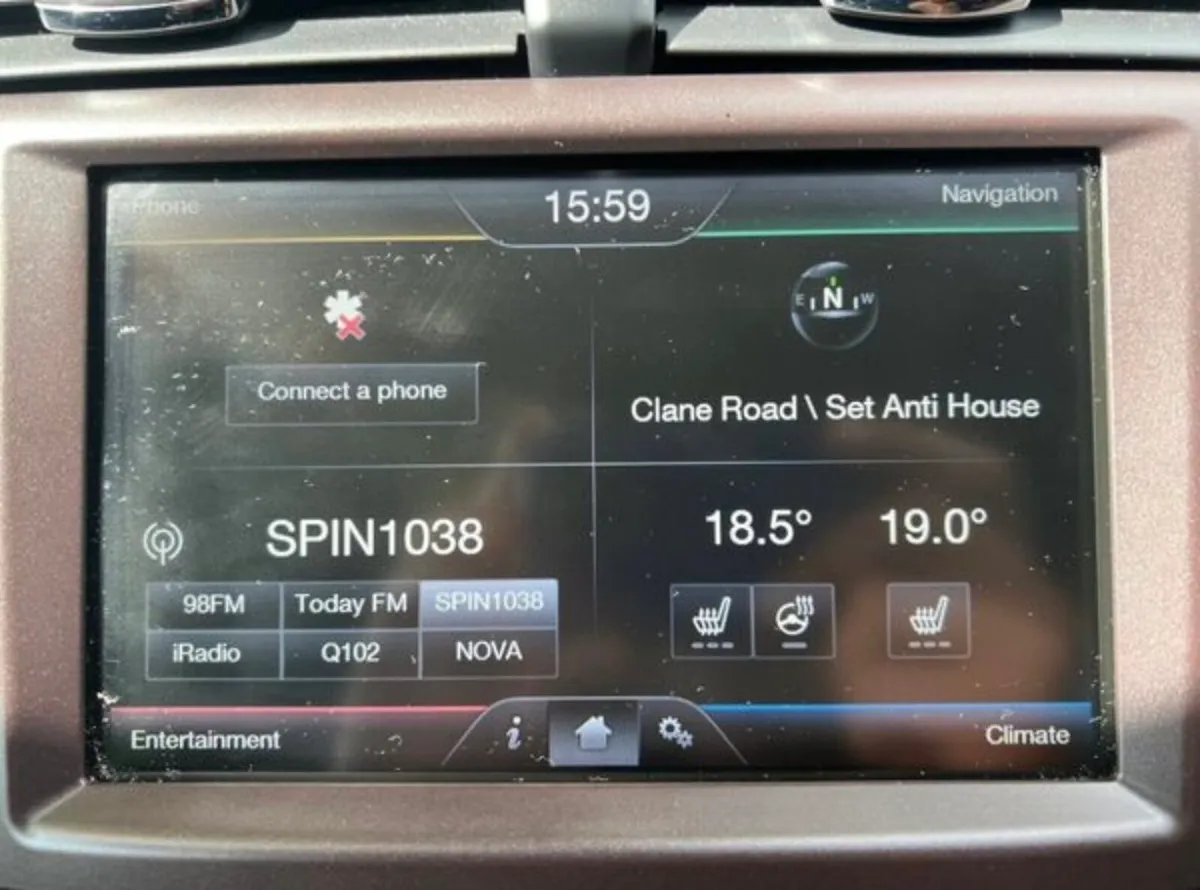 Phone
15:59
Navigation
E N W
Connect a phone
Clane Road \ Set Anti House
SPIN1038
18.5° 19.0°
98FM Today FM SPIN1038
iRadio Q102 NOVA
Entertainment
i
Climate